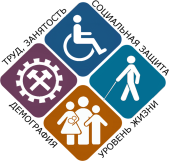 ТРУД, ЗАНЯТОСТЬ
СОЦИАЛЬНАЯ ЗАЩИТА
ДЕМОГРАФИЯ
УРОВЕНЬ ЖИЗНИ